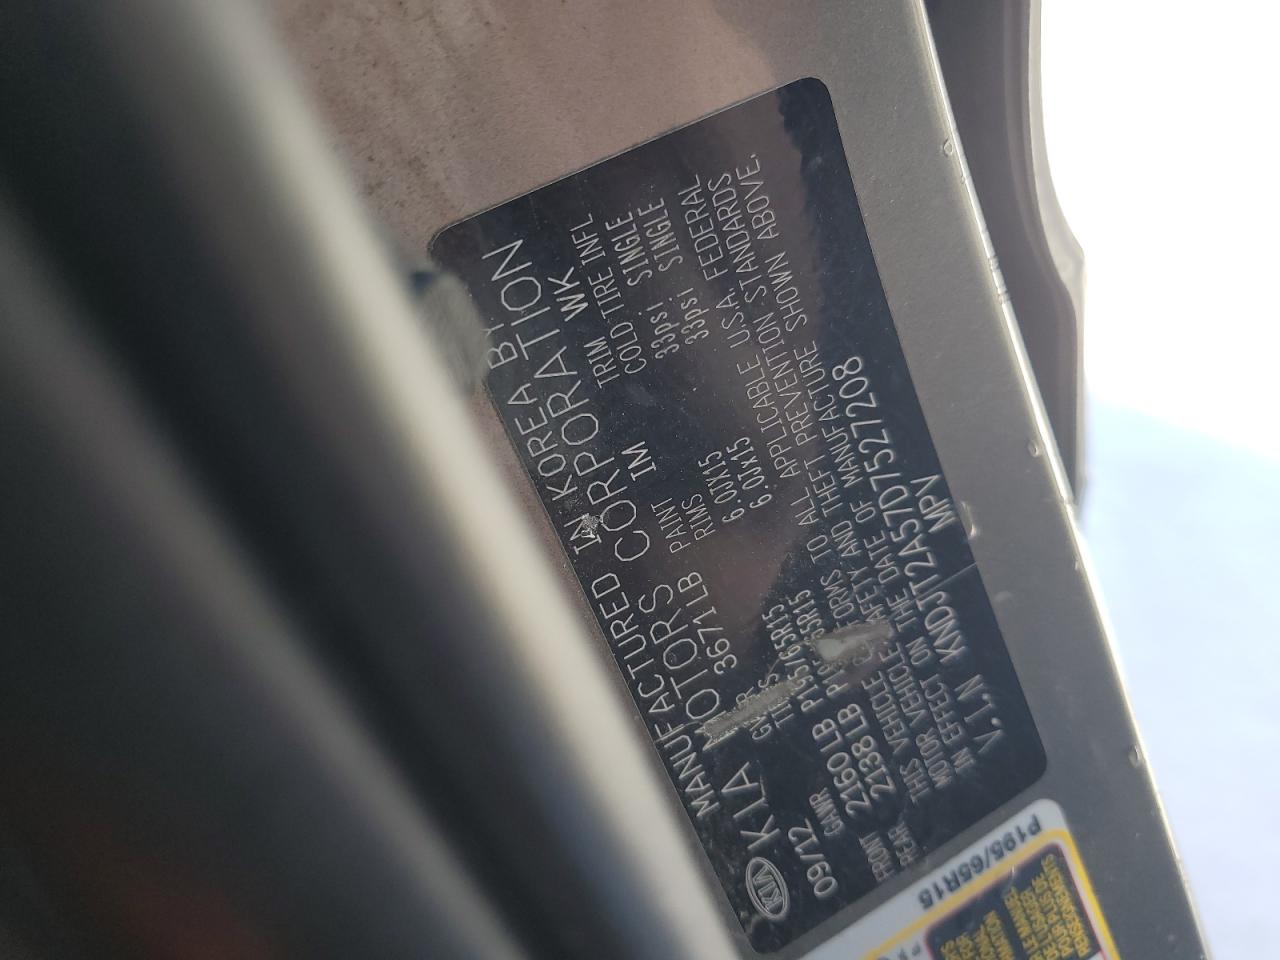 MANUFACTURED IN KOREA BY
KIA MOTORS CORPORATION
09/12 GVWR 3671LB PAINT IM TRIM WK
GAWR TIRES RIMS COLD TIRE INFL
FRONT 2160LB P195/65R15 6.0JX15 33psi SINGLE
REAR 2138LB 6.0JX15 33psi SINGLE
THIS VEHICLE CONFORMS TO ALL APPLICABLE U.S.A. FEDERAL
MOTOR VEHICLE SAFETY AND THEFT PREVENTION STANDARDS
IN EFFECT ON THE DATE OF MANUFACTURE SHOWN ABOVE.
V.I.N KNDJT2A57D7527208
MPV
KIA
P195/65R15